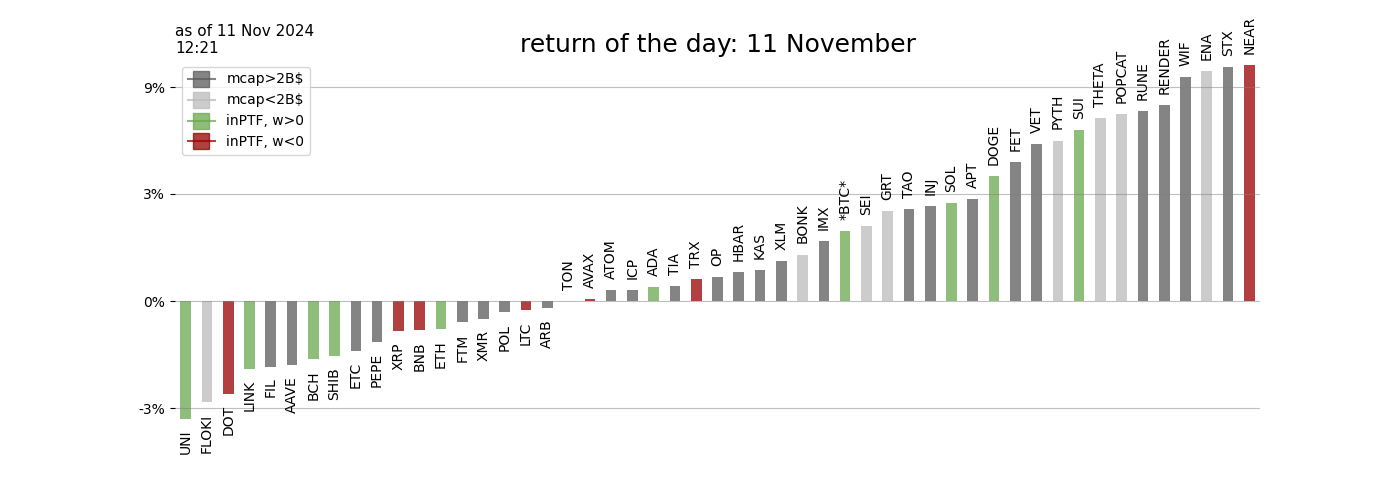 as of 11 Nov 2024
12:21
return of the day: 11 November
mcap>2B$
mcap<2B$
inPTF, w>0
inPTF, w<0
9%
3%
0%
-3%
UNI
FLOKI
DOT
LINK
FIL
AAVE
BCH
SHIB
ETC
PEPE
XRP
BNB
ETH
FTM
XMR
POL
LTC
ARB
TON
AVAX
ATOM
ICP
ADA
TIA
TRX
OP
HBAR
KAS
XLM
BONK
IMX
*BTC*
SEI
GRT
TAO
INJ
SOL
APT
DOGE
FET
VET
PYTH
SUI
THETA
POPCAT
RUNE
RENDER
WIF
ENA
STX
NEAR